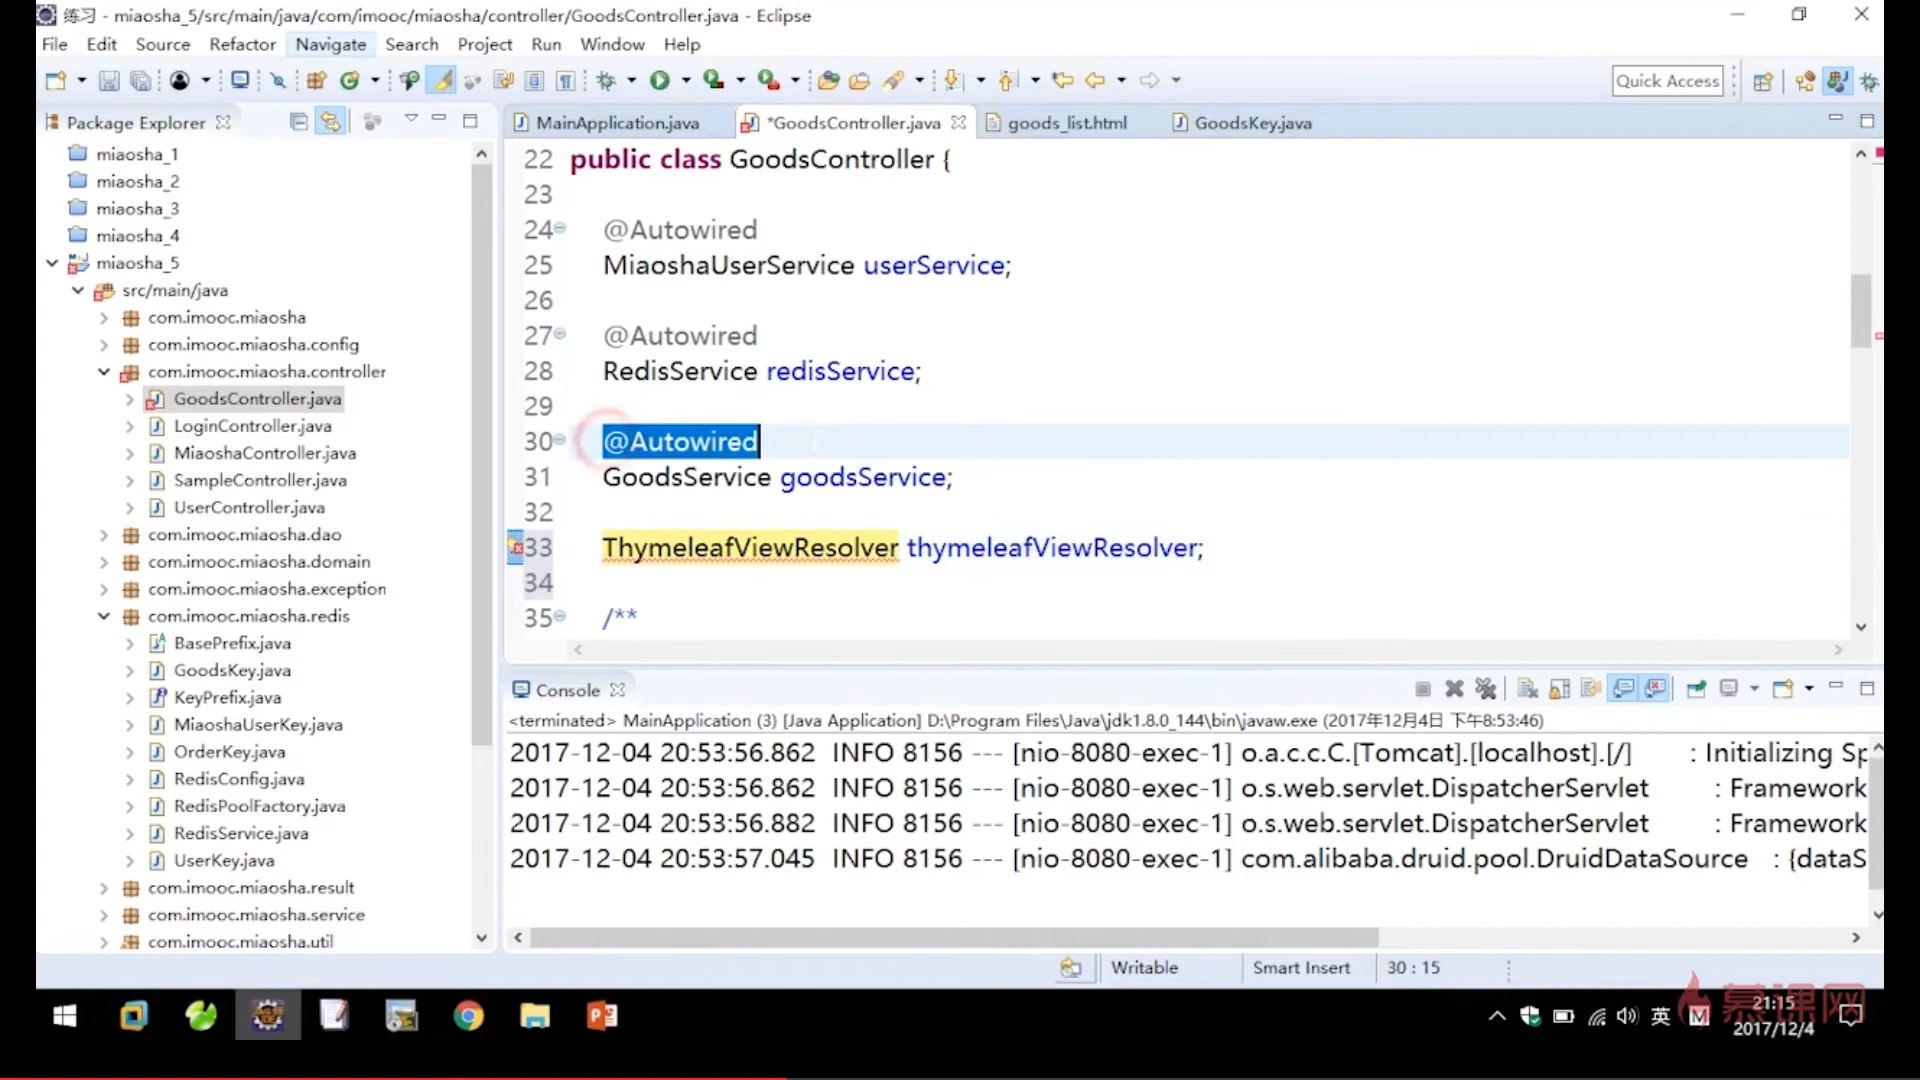 练习 - miaosha_5/src/main/java/com/imooc/miaosha/controller/GoodsController.java - Eclipse
File Edit Source Refactor Navigate Search Project Run Window Help
Quick Access
Package Explorer
miaosha_1
miaosha_2
miaosha_3
miaosha_4
miaosha_5
src/main/java
com.imooc.miaosha
com.imooc.miaosha.config
com.imooc.miaosha.controller
GoodsController.java
LoginController.java
MiaoshaController.java
SampleController.java
UserController.java
com.imooc.miaosha.dao
com.imooc.miaosha.domain
com.imooc.miaosha.exception
com.imooc.miaosha.redis
BasePrefix.java
GoodsKey.java
KeyPrefix.java
MiaoshaUserKey.java
OrderKey.java
RedisConfig.java
RedisPoolFactory.java
RedisService.java
UserKey.java
com.imooc.miaosha.result
com.imooc.miaosha.service
com.imooc.miaosha.util
MainApplication.java *GoodsController.java goods_list.html GoodsKey.java
22 public class GoodsController {
23
24 @Autowired
25 MiaoshaUserService userService;
26
27 @Autowired
28 RedisService redisService;
29
30 @Autowired
31 GoodsService goodsService;
32
33 ThymeleafViewResolver thymeleafViewResolver;
34
35 /**
Console
<terminated> MainApplication (3) [Java Application] D:\Program Files\Java\jdk1.8.0_144\bin\javaw.exe (2017年12月4日 下午8:53:46)
2017-12-04 20:53:56.862 INFO 8156 --- [nio-8080-exec-1] o.a.c.c.C.[Tomcat].[localhost].[/] : Initializing Sp
2017-12-04 20:53:56.862 INFO 8156 --- [nio-8080-exec-1] o.s.web.servlet.DispatcherServlet : Framework
2017-12-04 20:53:56.882 INFO 8156 --- [nio-8080-exec-1] o.s.web.servlet.DispatcherServlet : Framework
2017-12-04 20:53:57.045 INFO 8156 --- [nio-8080-exec-1] com.alibaba.druid.pool.DruidDataSource : {dataS
Writable Smart Insert 30 : 15
英 M
21:15
2017/12/4
慕课网